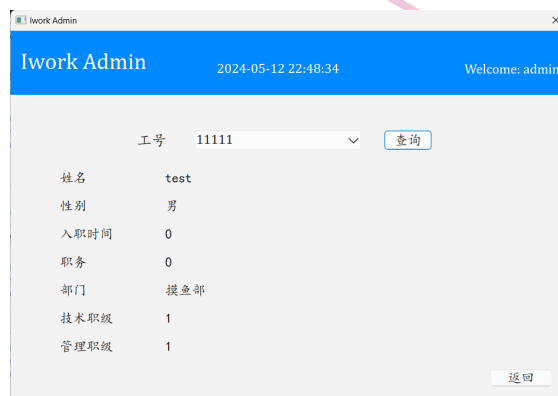 Iwork Admin
Iwork Admin 2024-05-12 22:48:34 Welcome: admin
工号 11111 查询
姓名 test
性别 男
入职时间 0
职务 0
部门 摸鱼部
技术职级 1
管理职级 1
返回